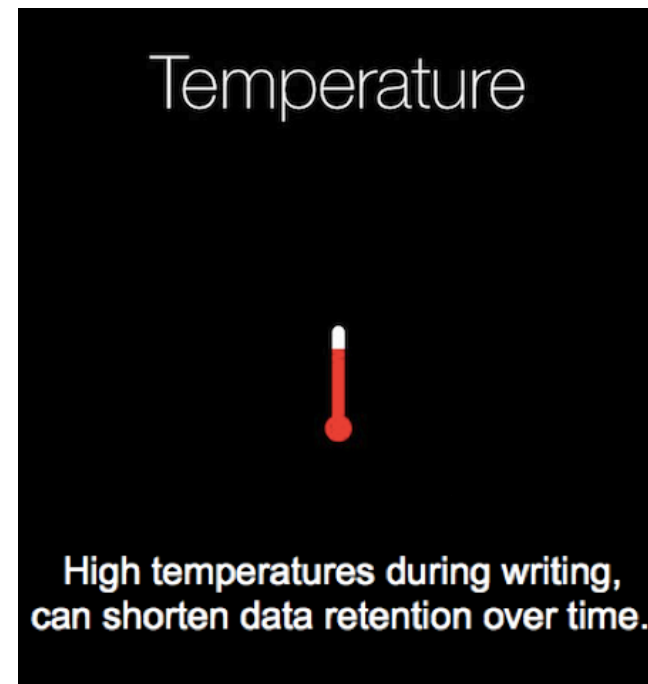 Temperature
High temperatures during writing,
can shorten data retention over time.